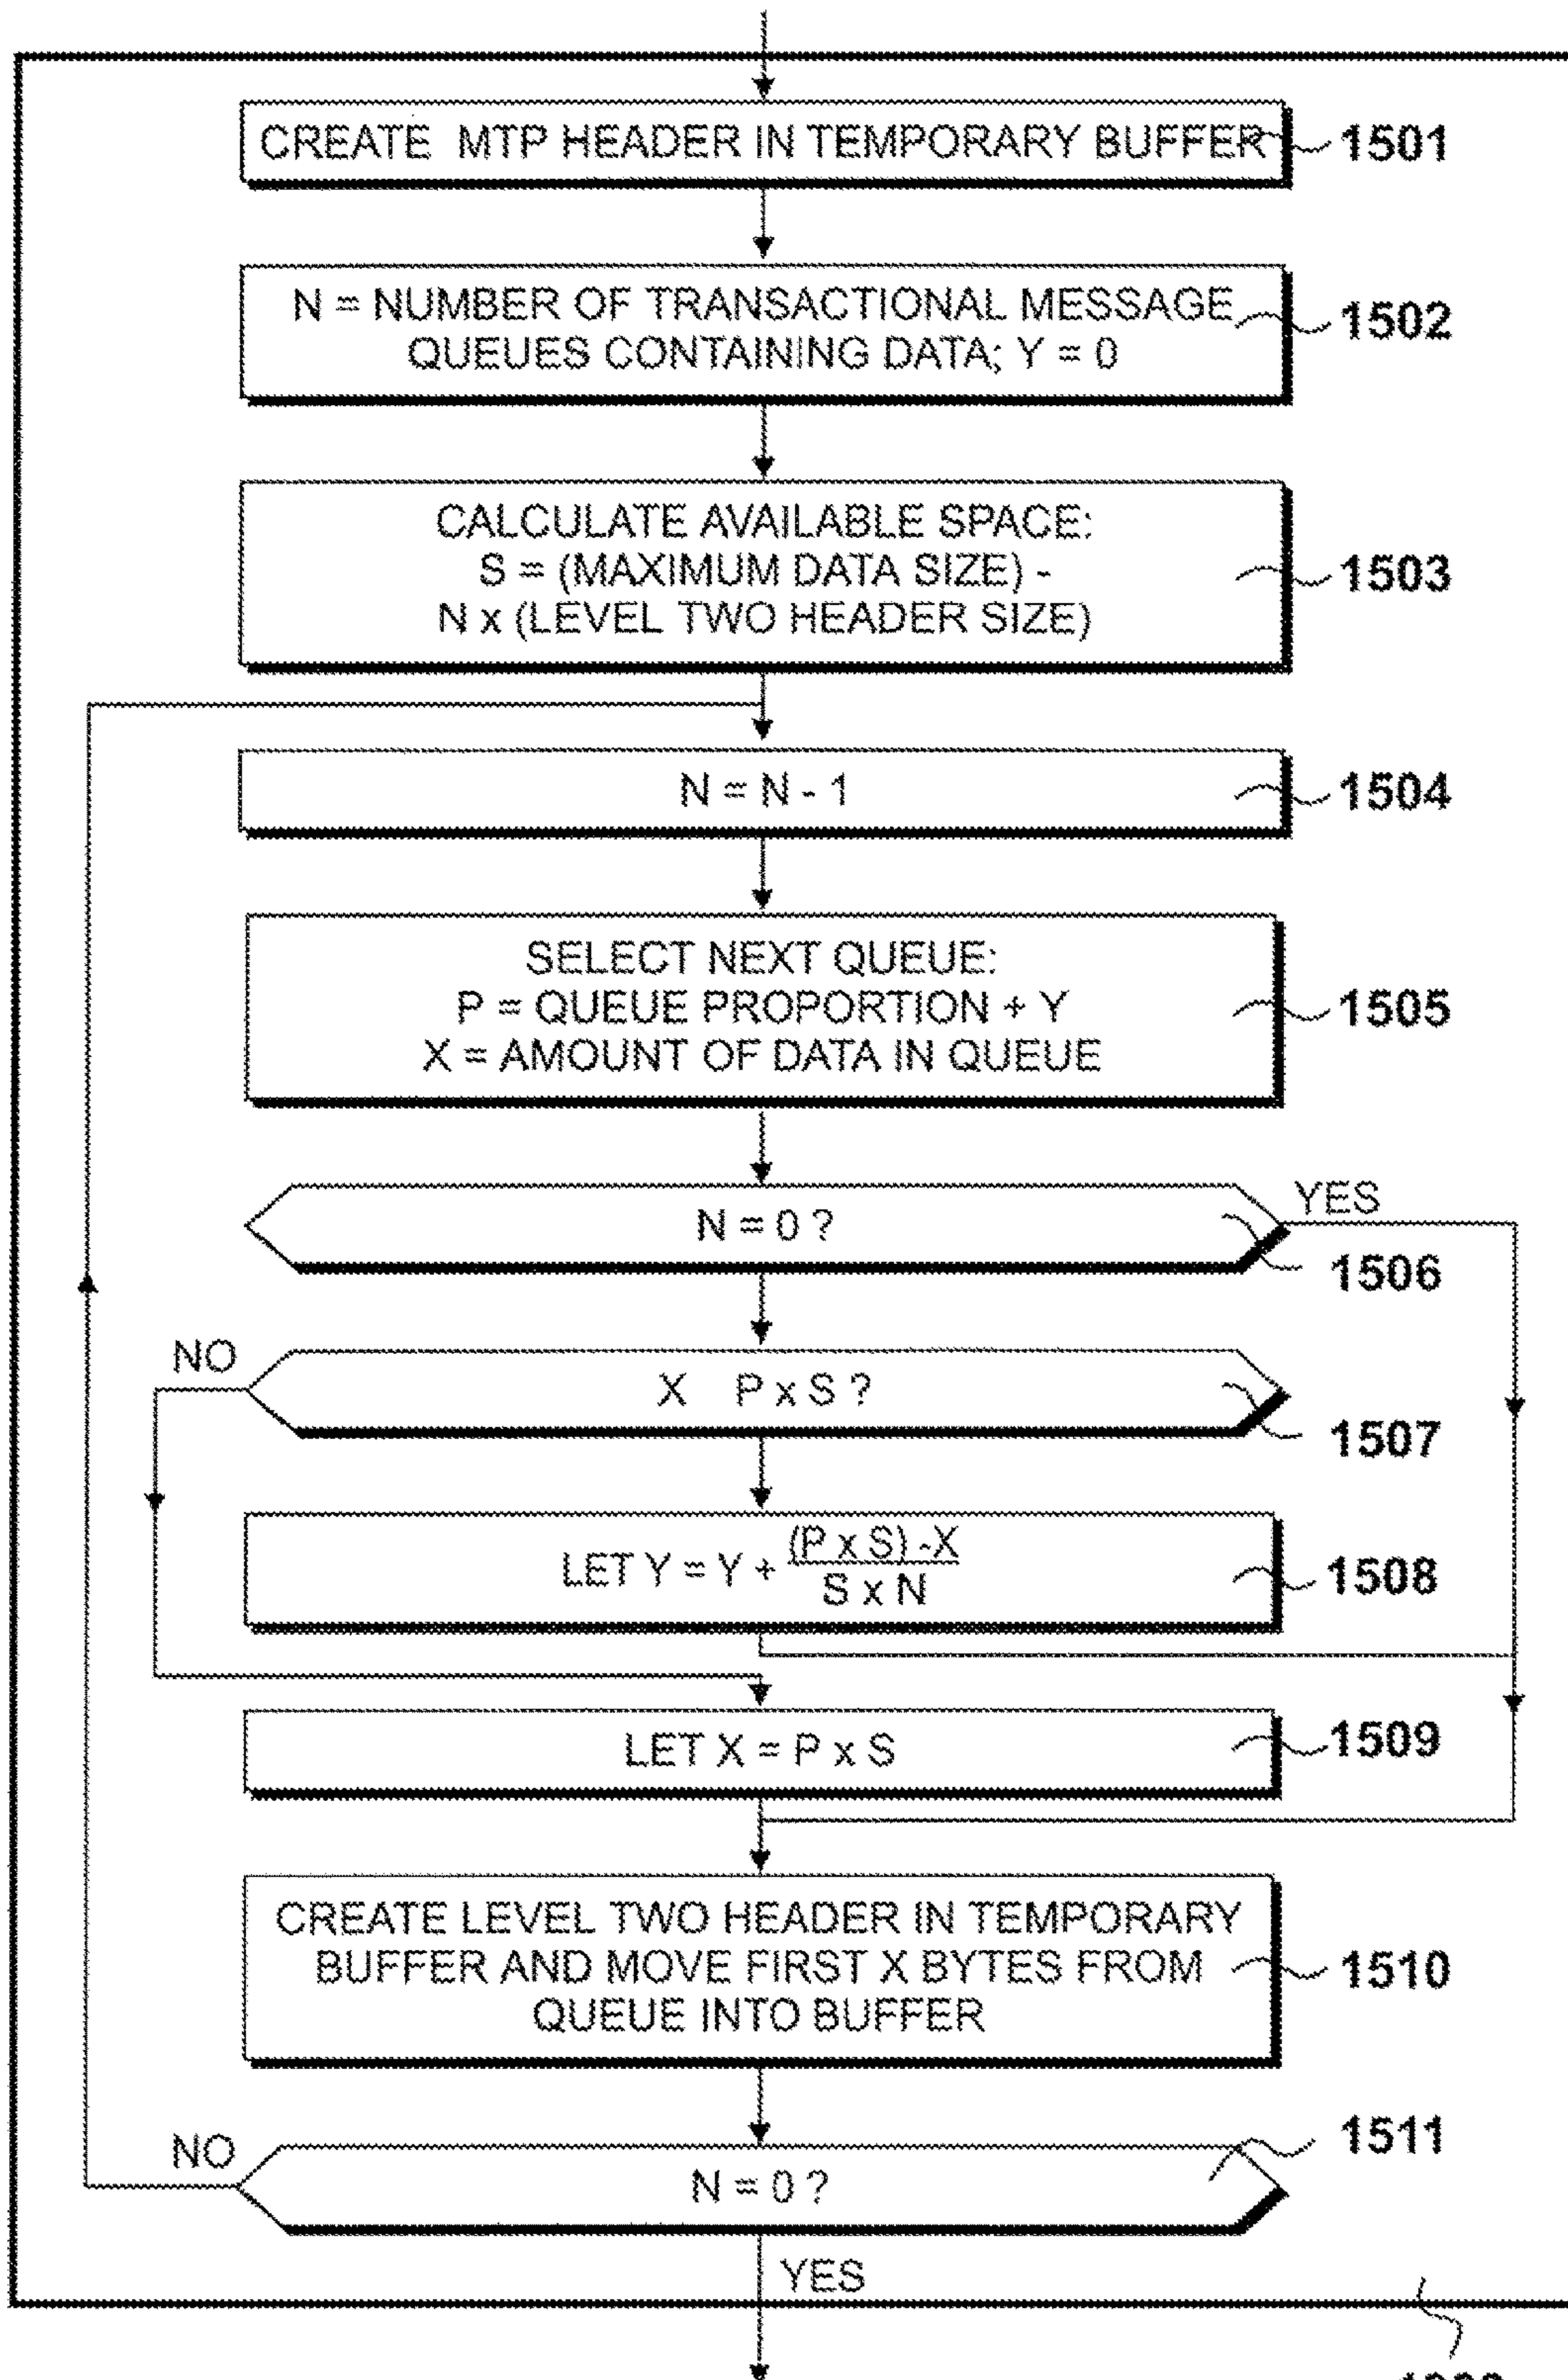 CREATE MTP HEADER IN TEMPORARY BUFFER
1501
N = NUMBER OF TRANSACTIONAL MESSAGE
QUEUES CONTAINING DATA; Y = 0
1502
CALCULATE AVAILABLE SPACE:
S = (MAXIMUM DATA SIZE) -
N x (LEVEL TWO HEADER SIZE)
1503
N = N - 1
1504
SELECT NEXT QUEUE:
P = QUEUE PROPORTION + Y
X = AMOUNT OF DATA IN QUEUE
1505
N = 0 ?
YES
1506
NO
X P x S ?
1507
LET Y = Y + (P x S) -X
S x N
1508
LET X = P x S
1509
CREATE LEVEL TWO HEADER IN TEMPORARY
BUFFER AND MOVE FIRST X BYTES FROM
QUEUE INTO BUFFER
1510
NO
N = 0 ?
1511
YES